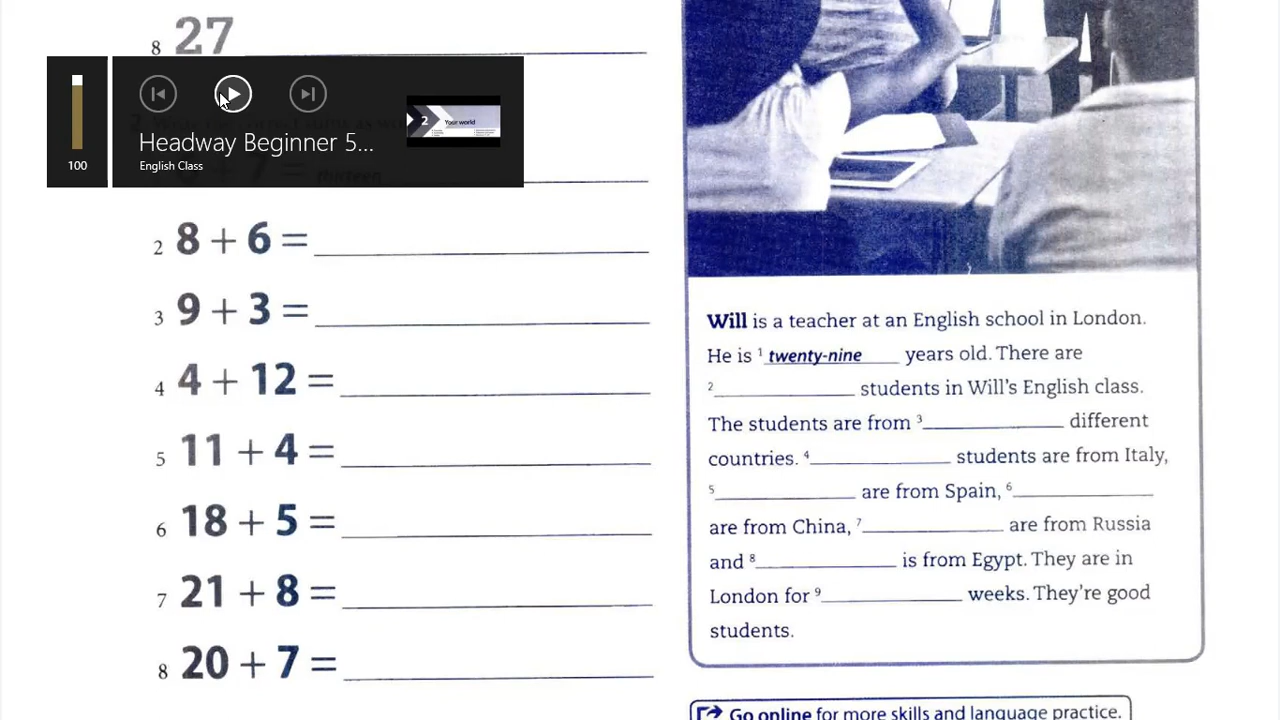 8 27
100
Headway Beginner 5...
English Class
2 Your world
7 = thirteen
2 8 + 6 =
3 9 + 3 =
4 4 + 12 =
5 11 + 4 =
6 18 + 5 =
7 21 + 8 =
8 20 + 7 =
Will is a teacher at an English school in London.
He is 1 twenty-nine years old. There are
2 students in Will's English class.
The students are from 3 different
countries. 4 students are from Italy,
5 are from Spain, 6
are from China, 7 are from Russia
and 8 is from Egypt. They are in
London for 9 weeks. They're good
students.
Go online for more skills and language practice.